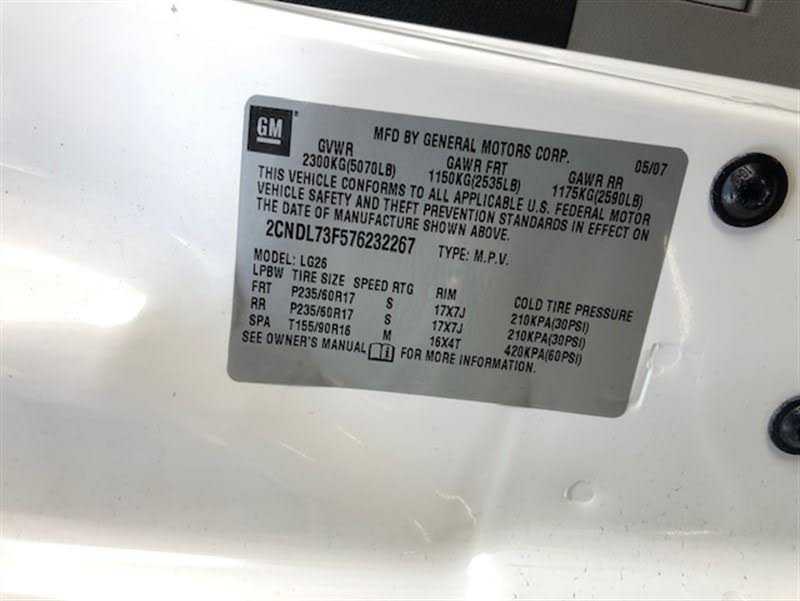 GM
MFD BY GENERAL MOTORS CORP. 05/07
GVWR GAWR FRT GAWR RR
2300KG(5070LB) 1150KG(2535LB) 1175KG(2590LB)
THIS VEHICLE CONFORMS TO ALL APPLICABLE U.S. FEDERAL MOTOR
VEHICLE SAFETY AND THEFT PREVENTION STANDARDS IN EFFECT ON
THE DATE OF MANUFACTURE SHOWN ABOVE.
2CNDL73F576232267 TYPE: M.P.V.
MODEL: LG26
LPBW TIRE SIZE SPEED RTG RIM COLD TIRE PRESSURE
FRT P235/60R17 S 17X7J 210KPA(30PSI)
RR P235/60R17 S 17X7J 210KPA(30PSI)
SPA T155/90R16 M 16X4T 420KPA(60PSI)
SEE OWNER'S MANUAL i FOR MORE INFORMATION.